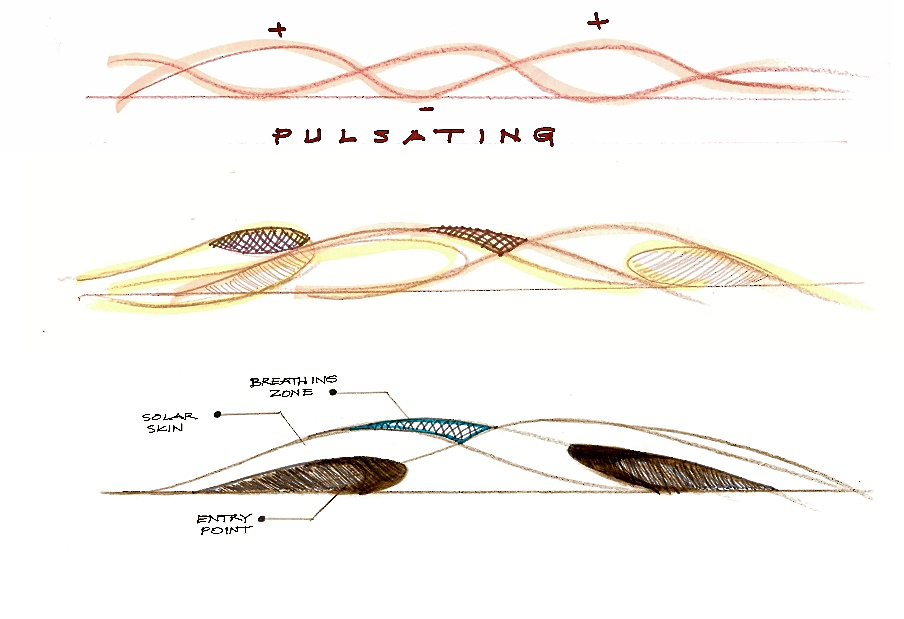 + +
-
PULSATING
BREATHING
ZONE
SOLAR
SKIN
ENTRY
POINT